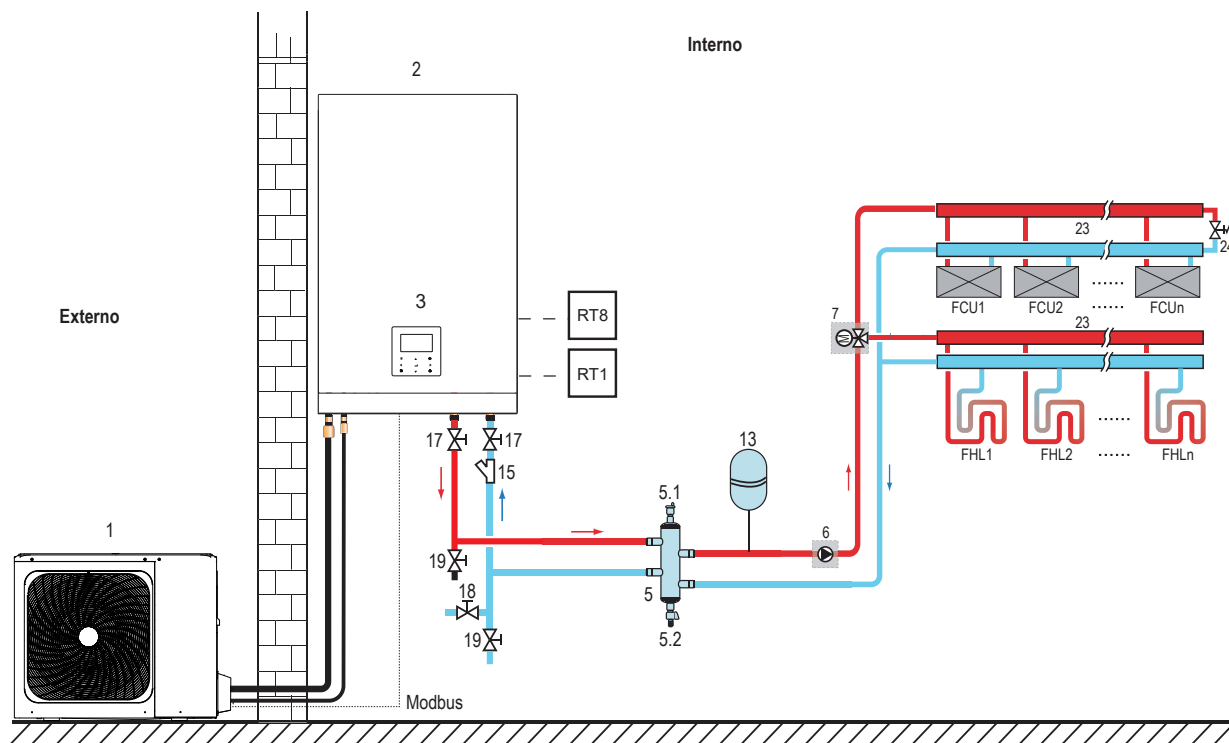 Interno
2
23
24
FCU1 FCU2 ...... FCUn
......
Externo
3
RT8
7
23
RT1
17 17
15
13
FHL1 FHL2 ...... FHLn
......
5.1
1
6
19
18
5
19
5.2
Modbus